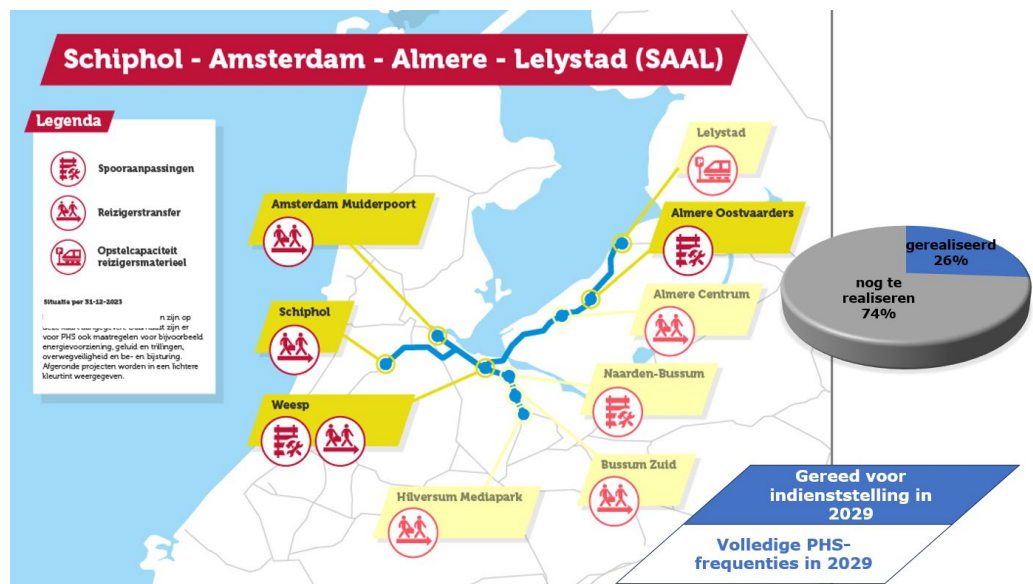 Schiphol - Amsterdam - Almere - Lelystad (SAAL)
Legenda
Spooraanpassingen
Reizigerstransfer
Opstelcapaciteit
reizigersmaterieel
Situatie per 31-12-2023
zijn op
zijn er
voor PHS ook maatregelen voor bijvoorbeeld
energievoorziening, geluid en trillingen,
overwegveiligheid en be- en bijsturing.
Afgeronde projecten worden in een lichtere
kleurtint weergegeven.
Lelystad
Amsterdam Muiderpoort
Almere Oostvaarders
Schiphol
Almere Centrum
Naarden-Bussum
Weesp
Bussum Zuid
Hilversum Mediapark
gerealiseerd
26%
nog te
realiseren
74%
Gereed voor
indienststelling in
2029
Volledige PHS-
frequenties in 2029